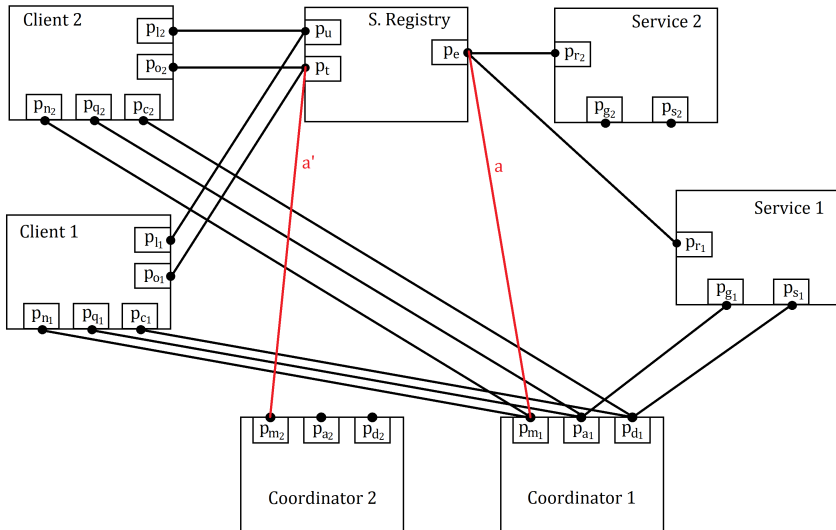 Client 2
S. Registry
Service 2
p_l2
p_u
p_e
p_r2
p_o2
p_t
p_n2
p_q2
p_c2
p_g2
p_s2
a'
a
Client 1
p_l1
p_o1
Service 1
p_r1
p_n1
p_q1
p_c1
p_g1
p_s1
p_m2
p_a2
p_d2
p_m1
p_a1
p_d1
Coordinator 2
Coordinator 1